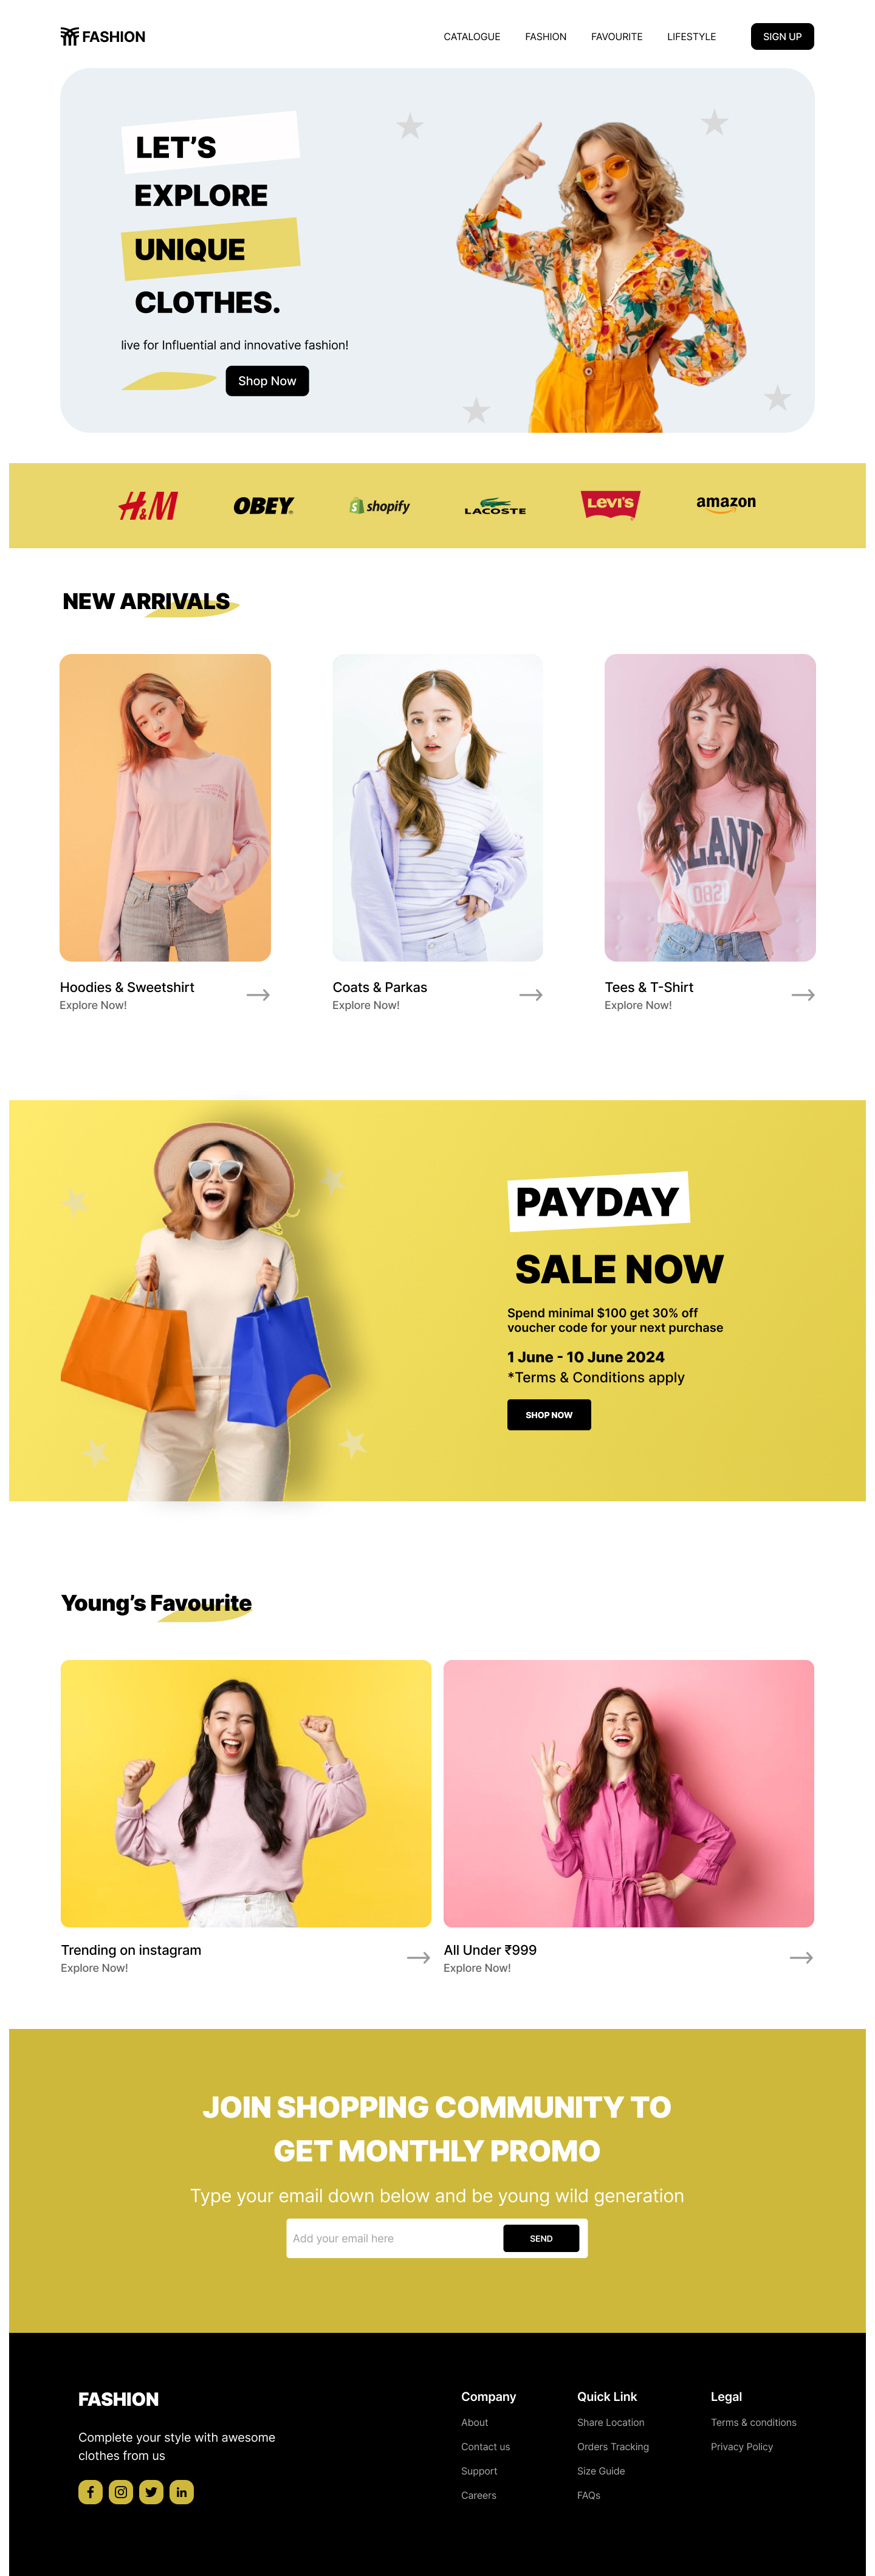 FASHION
CATALOGUE FASHION FAVOURITE LIFESTYLE SIGN UP
LET'S
EXPLORE
UNIQUE
CLOTHES.
live for Influential and innovative fashion!
Shop Now
H&M OBEY shopify LACOSTE LEVI'S amazon
NEW ARRIVALS
LAND
Hoodies & Sweetshirt
Explore Now!
Coats & Parkas
Explore Now!
Tees & T-Shirt
Explore Now!
PAYDAY
SALE NOW
Spend minimal $100 get 30% off
voucher code for your next purchase
1 June - 10 June 2024
*Terms & Conditions apply
SHOP NOW
Young's Favourite
Trending on instagram
Explore Now!
All Under ₹999
Explore Now!
JOIN SHOPPING COMMUNITY TO
GET MONTHLY PROMO
Type your email down below and be young wild generation
Add your email here SEND
FASHION
Complete your style with awesome
clothes from us
Company
About
Contact us
Support
Careers
Quick Link
Share Location
Orders Tracking
Size Guide
FAQs
Legal
Terms & conditions
Privacy Policy